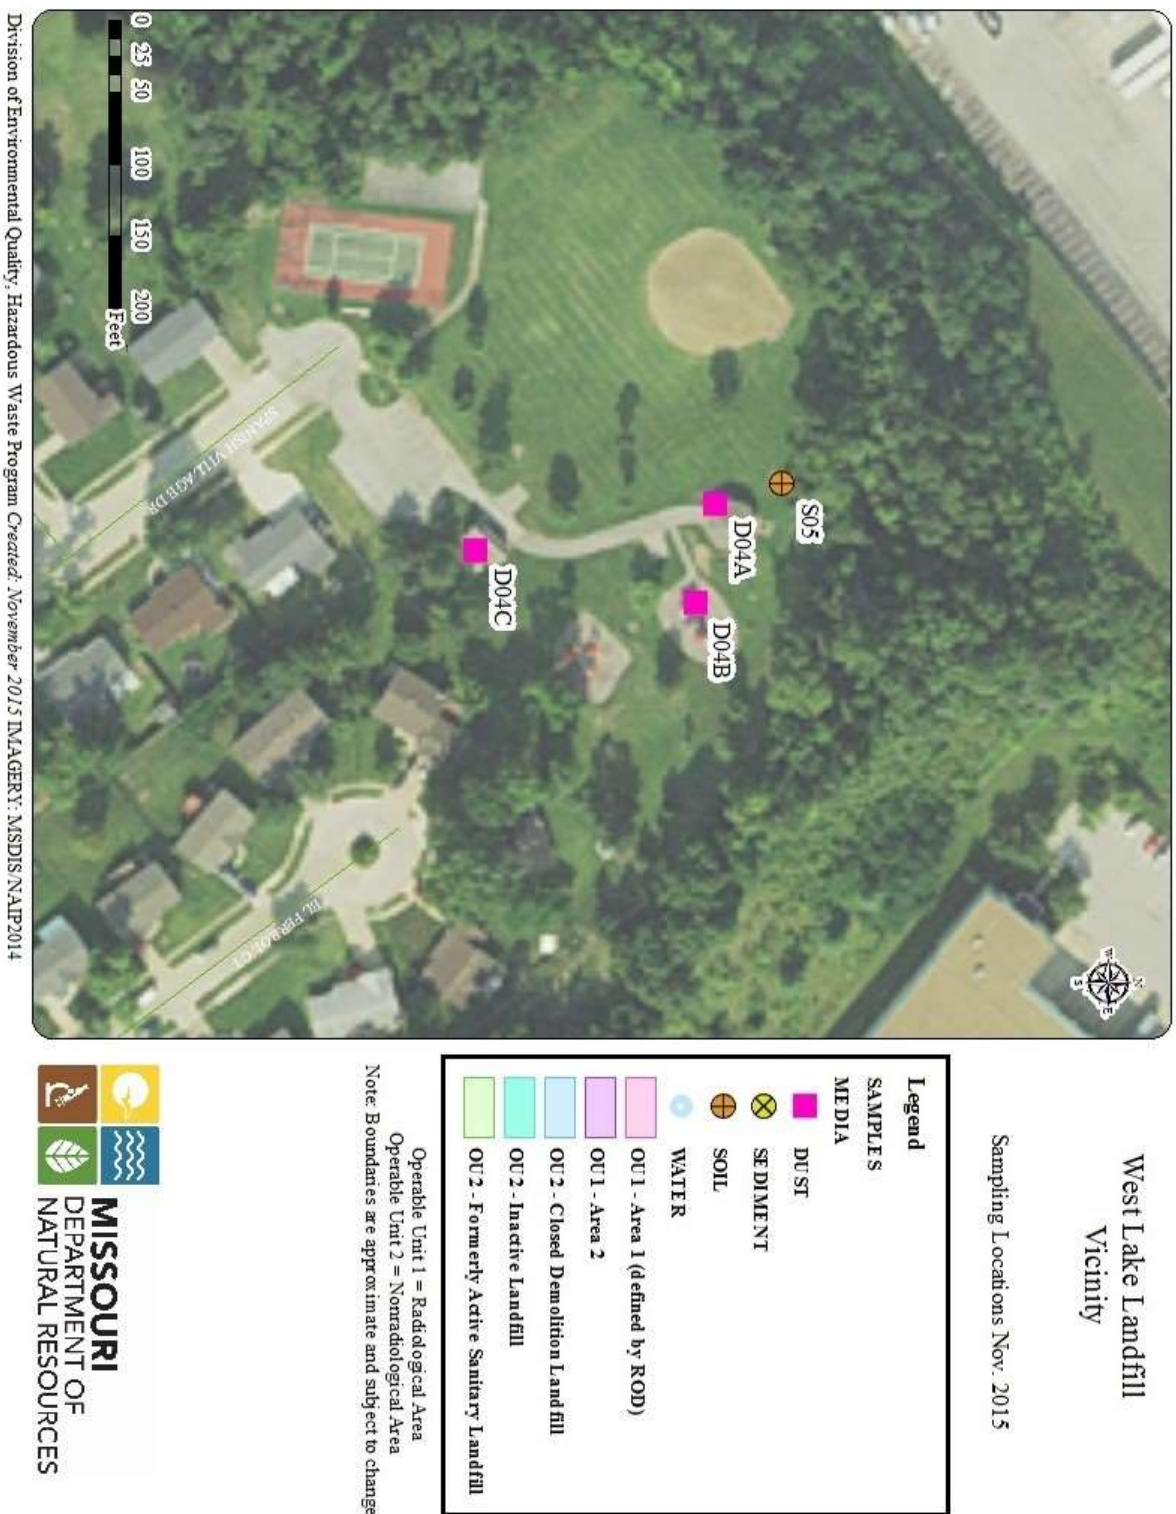 West Lake Landfill
Vicinity
Sampling Locations Nov. 2015
S05
D04A
D04B
D04C
SPANISH VILLAGE DR
EL FERROL CT
N
W
E
S
0 25 50 100 150 200
Feet
Legend
SAMPLES
MEDIA
DUST
SEDIMENT
SOIL
WATER
OU1 - Area 1 (defined by ROD)
OU1 - Area 2
OU2 - Closed Demolition Landfill
OU2 - Inactive Landfill
OU2 - Formerly Active Sanitary Landfill
Operable Unit 1 = Radiological Area
Operable Unit 2 = Nonradiological Area
Note: Boundaries are approximate and subject to change
MISSOURI
DEPARTMENT OF
NATURAL RESOURCES
Division of Environmental Quality, Hazardous Waste Program Created: November 2015 IMAGERY: MSDIS/NAIP2014